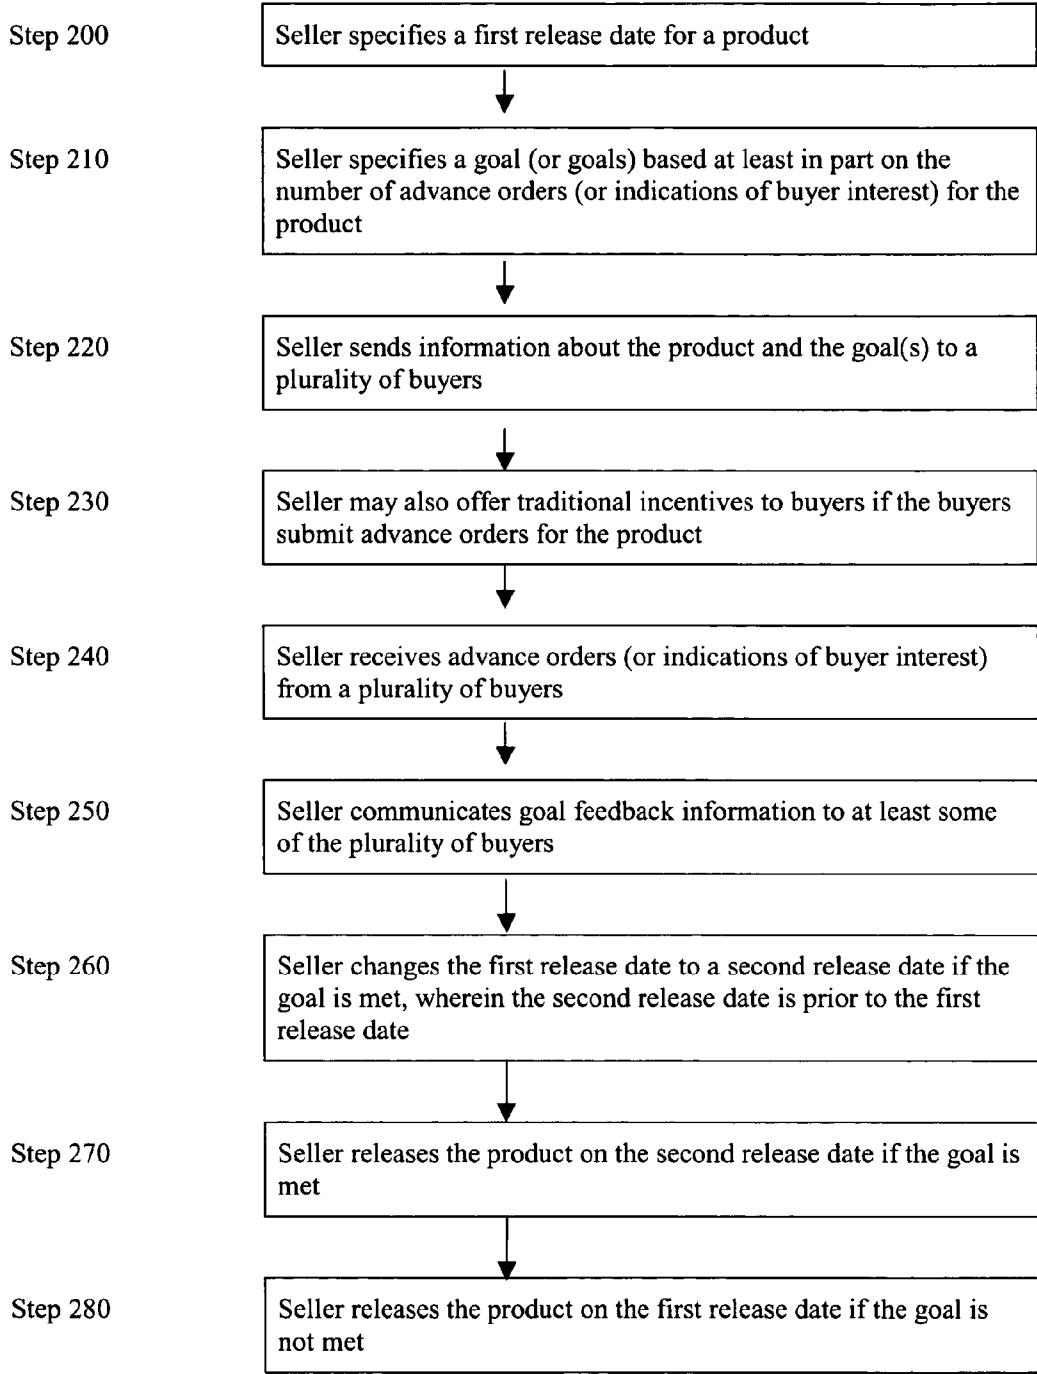 Step 200
Seller specifies a first release date for a product
Step 210
Seller specifies a goal (or goals) based at least in part on the
number of advance orders (or indications of buyer interest) for the
product
Step 220
Seller sends information about the product and the goal(s) to a
plurality of buyers
Step 230
Seller may also offer traditional incentives to buyers if the buyers
submit advance orders for the product
Step 240
Seller receives advance orders (or indications of buyer interest)
from a plurality of buyers
Step 250
Seller communicates goal feedback information to at least some
of the plurality of buyers
Step 260
Seller changes the first release date to a second release date if the
goal is met, wherein the second release date is prior to the first
release date
Step 270
Seller releases the product on the second release date if the goal is
met
Step 280
Seller releases the product on the first release date if the goal is
not met